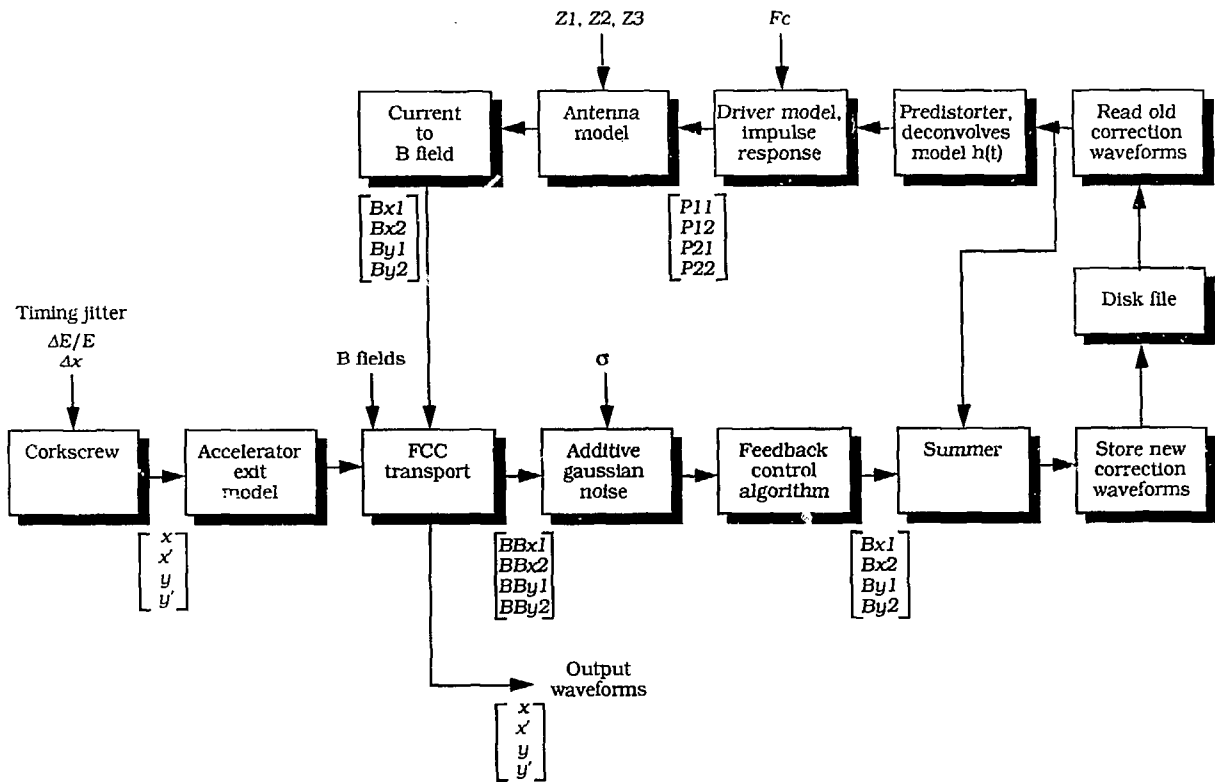 Z1, Z2, Z3
Fc
Current
to
B field
Antenna
model
Driver model,
impulse
response
Predistorter,
deconvolves
model h(t)
Read old
correction
waveforms
Bx1
Bx2
By1
By2
P11
P12
P21
P22
Disk file
Timing jitter
ΔE/E
Δx
B fields
σ
Corkscrew
Accelerator
exit
model
FCC
transport
Additive
gaussian
noise
Feedback
control
algorithm
Summer
Store new
correction
waveforms
x
x'
y
y'
BBx1
BBx2
BBy1
BBy2
Bx1
Bx2
By1
By2
Output
waveforms
x
x'
y
y'